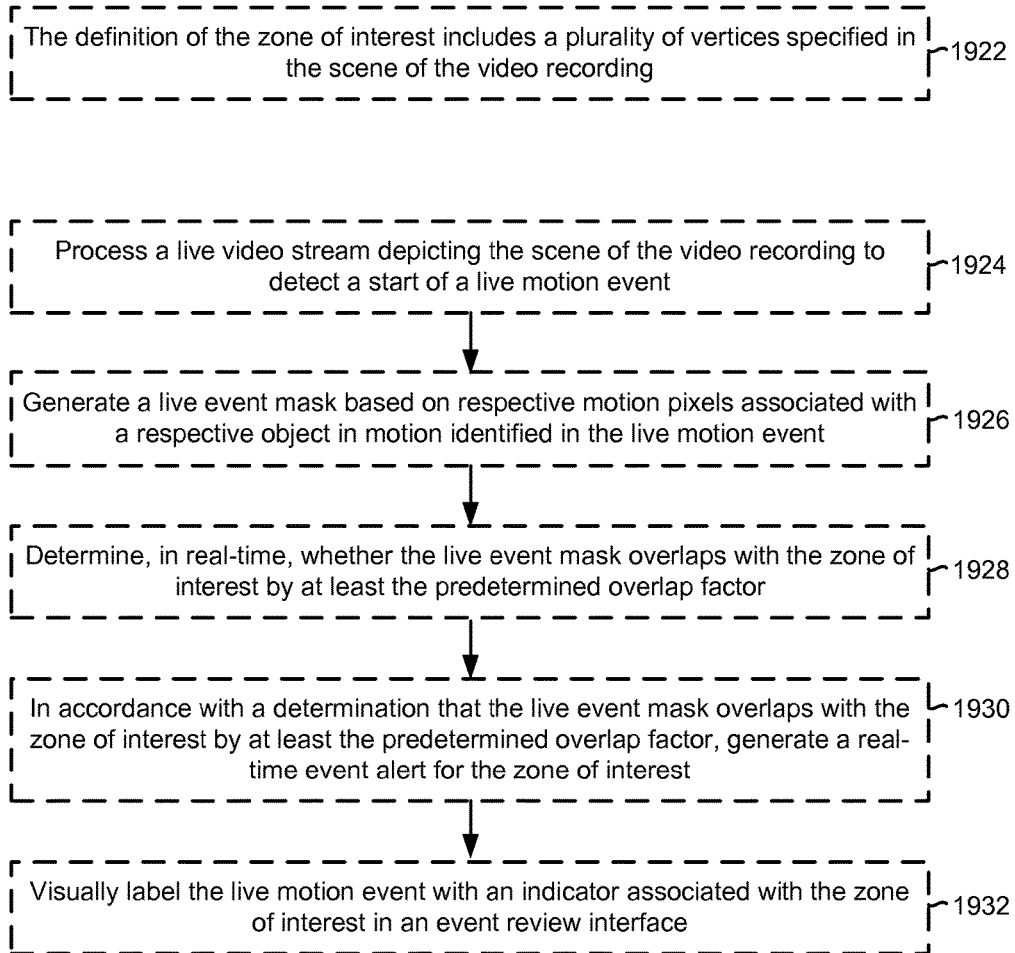 The definition of the zone of interest includes a plurality of vertices specified in
the scene of the video recording
1922
Process a live video stream depicting the scene of the video recording to
detect a start of a live motion event
1924
Generate a live event mask based on respective motion pixels associated with
a respective object in motion identified in the live motion event
1926
Determine, in real-time, whether the live event mask overlaps with the zone of
interest by at least the predetermined overlap factor
1928
In accordance with a determination that the live event mask overlaps with the
zone of interest by at least the predetermined overlap factor, generate a real-
time event alert for the zone of interest
1930
Visually label the live motion event with an indicator associated with the zone
of interest in an event review interface
1932